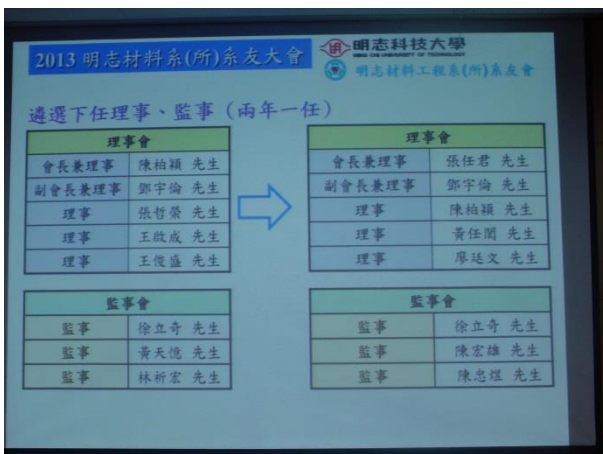 2013 明志材料系(所)系友大會
明志科技大學
MING CHI UNIVERSITY OF TECHNOLOGY
明志材料工程系(所)系友會
遴選下任理事、監事（兩年一任）
理事會
會長兼理事 陳柏穎 先生
副會長兼理事 鄧宇倫 先生
理事 張哲榮 先生
理事 王啟成 先生
理事 王俊盛 先生
監事會
監事 徐立奇 先生
監事 黃天憶 先生
監事 林祈宏 先生
理事會
會長兼理事 張任君 先生
副會長兼理事 鄧宇倫 先生
理事 陳柏穎 先生
理事 黃任閎 先生
理事 廖廷文 先生
監事會
監事 徐立奇 先生
監事 陳宏雄 先生
監事 陳忠煜 先生